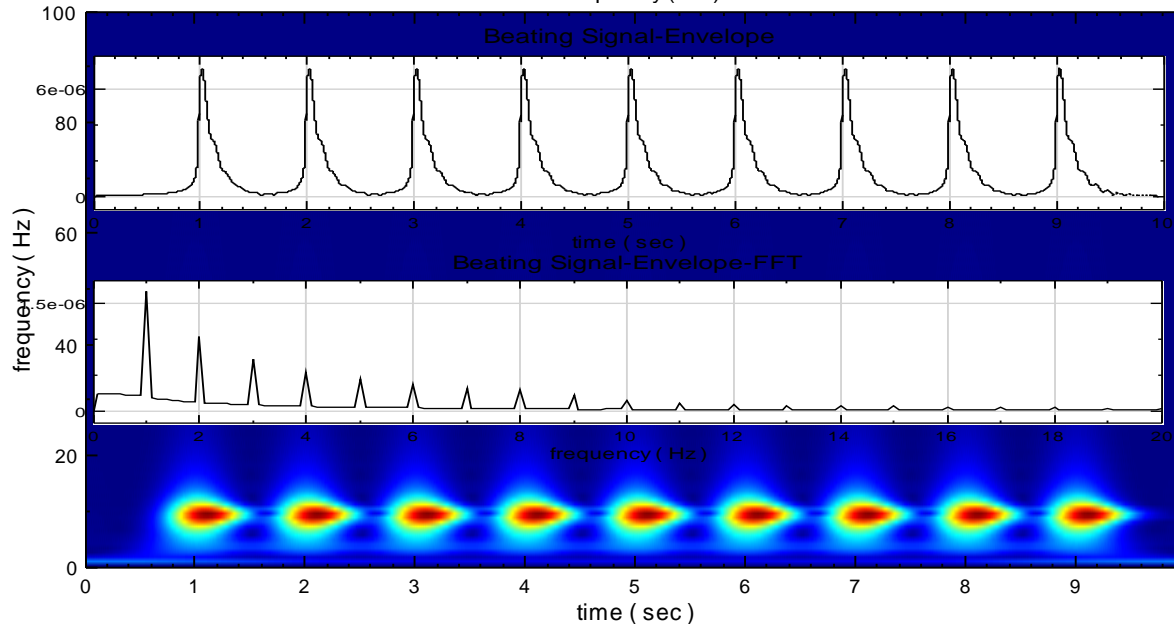 100
Beating Signal-Envelope
6e-06
80
0
0 1 2 3 4 5 6 7 8 9 10
60
time ( sec )
Beating Signal-Envelope-FFT
.5e-06
40
0
0 2 4 6 8 10 12 14 16 18 20
frequency ( Hz )
20
0
0 1 2 3 4 5 6 7 8 9
time ( sec )
frequency ( Hz )